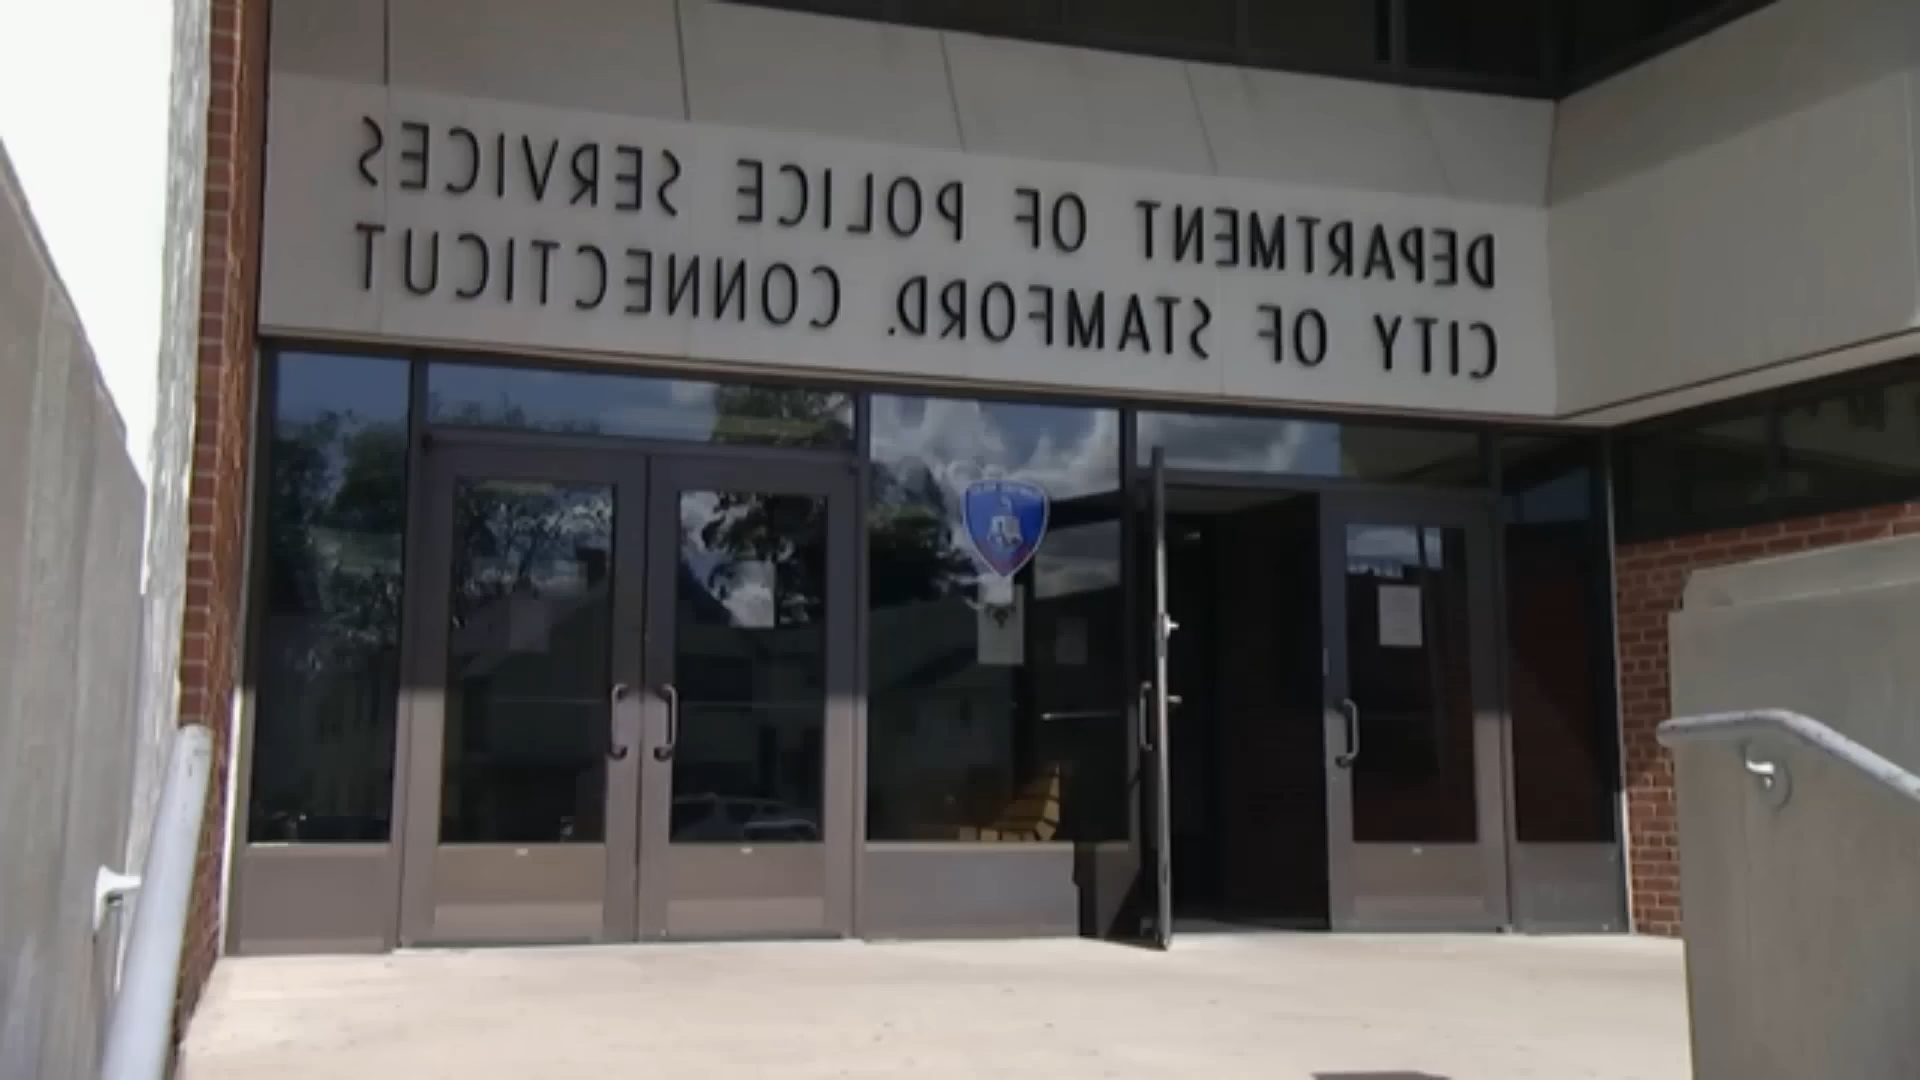 DEPARTMENT OF POLICE SERVICES
CITY OF STAMFORD. CONNECTICUT